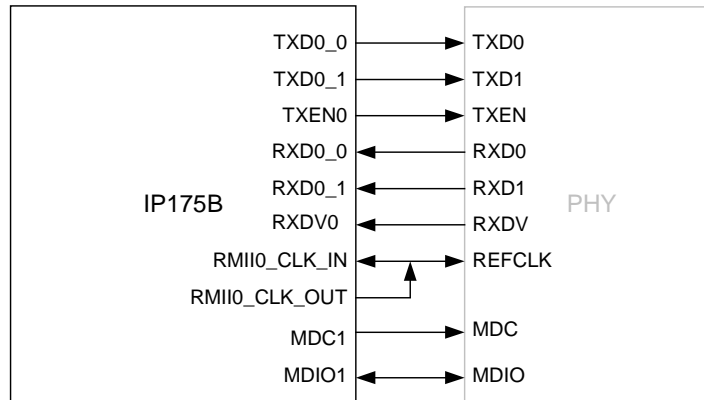 TXD0_0 TXD0
TXD0_1 TXD1
TXEN0 TXEN
RXD0_0 RXD0
RXD0_1 RXD1
IP175B PHY
RXDV0 RXDV
RMII0_CLK_IN REFCLK
RMII0_CLK_OUT
MDC1 MDC
MDIO1 MDIO